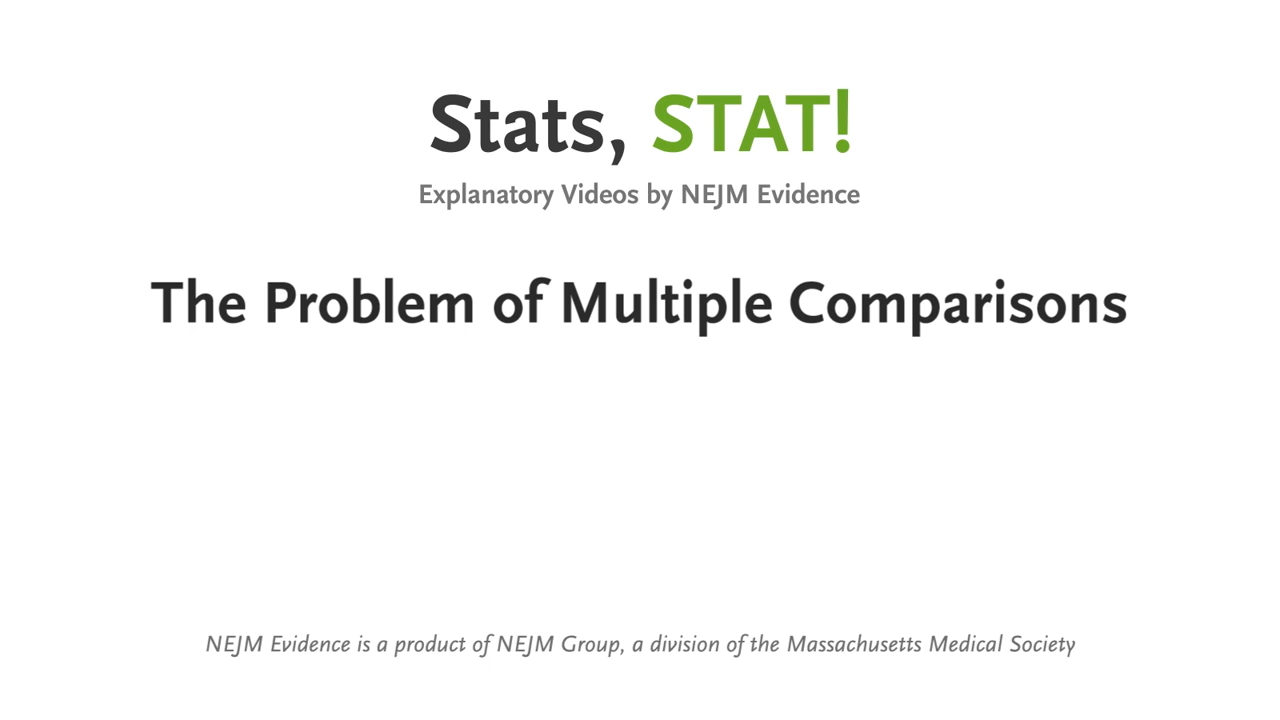 Stats, STAT!
Explanatory Videos by NEJM Evidence
The Problem of Multiple Comparisons
NEJM Evidence is a product of NEJM Group, a division of the Massachusetts Medical Society